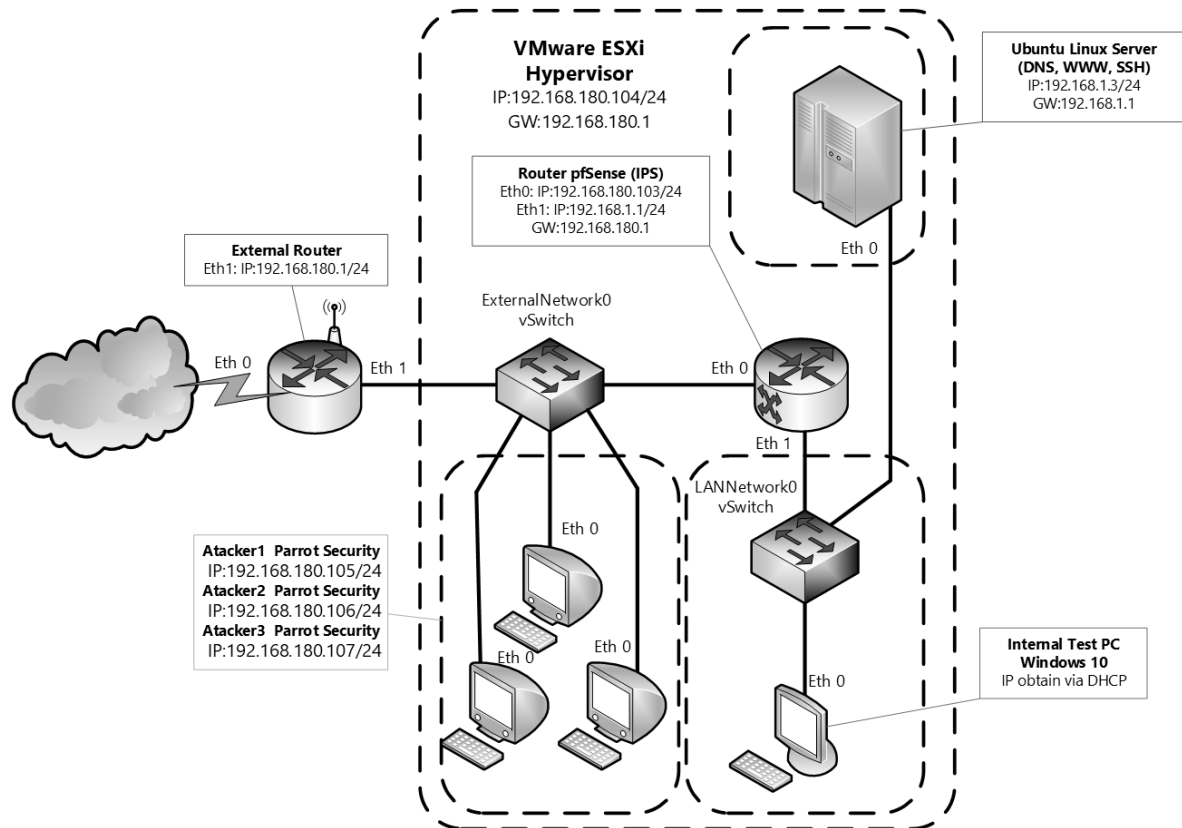 VMware ESXi
Hypervisor
IP:192.168.180.104/24
GW:192.168.180.1
Ubuntu Linux Server
(DNS, WWW, SSH)
IP:192.168.1.3/24
GW:192.168.1.1
Router pfSense (IPS)
Eth0: IP:192.168.180.103/24
Eth1: IP:192.168.1.1/24
GW:192.168.180.1
Eth 0
External Router
Eth1: IP:192.168.180.1/24
ExternalNetwork0
vSwitch
Eth 0
Eth 1
Eth 0
Eth 1
LANNetwork0
vSwitch
Eth 0
Atacker1 Parrot Security
IP:192.168.180.105/24
Atacker2 Parrot Security
IP:192.168.180.106/24
Atacker3 Parrot Security
IP:192.168.180.107/24
Eth 0
Eth 0
Eth 0
Internal Test PC
Windows 10
IP obtain via DHCP